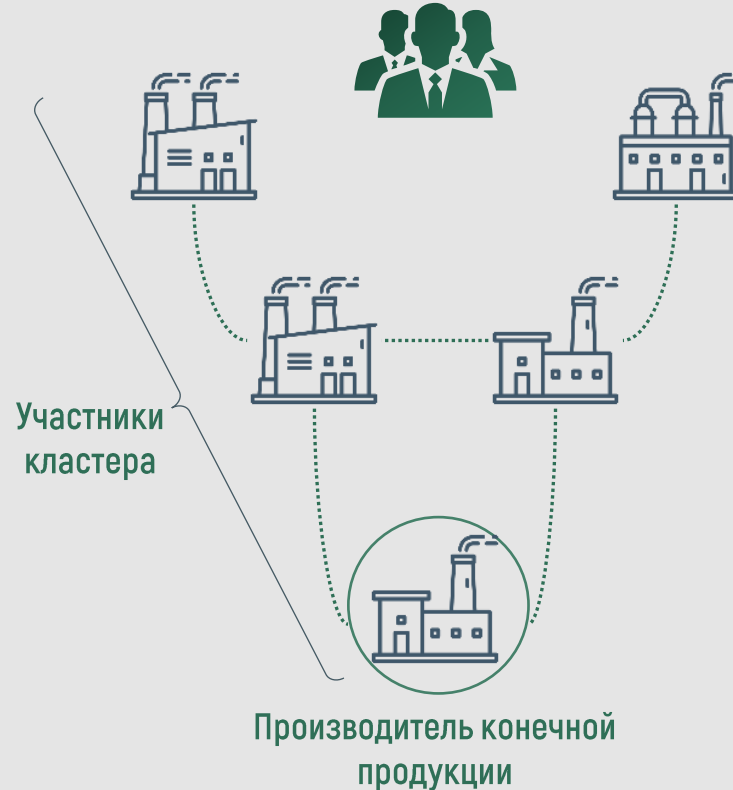 Участники
кластера
Производитель конечной
продукции